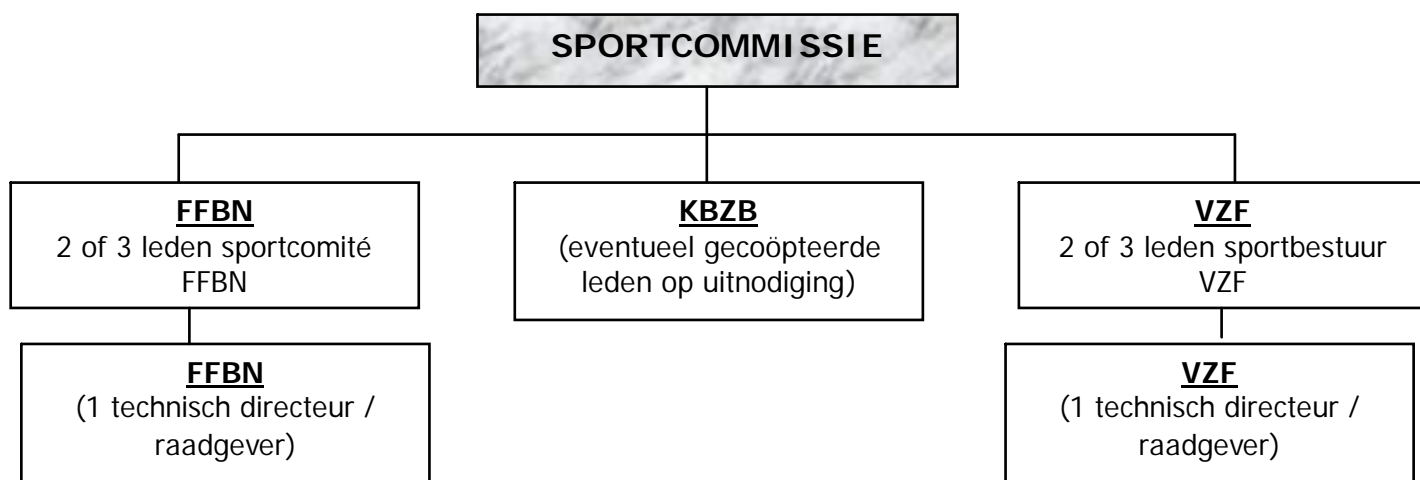 SPORTCOMMISSIE
FFBN
2 of 3 leden sportcomité
FFBN
KBZB
(eventueel gecoöpteerde
leden op uitnodiging)
VZF
2 of 3 leden sportbestuur
VZF
FFBN
(1 technisch directeur /
raadgever)
VZF
(1 technisch directeur /
raadgever)